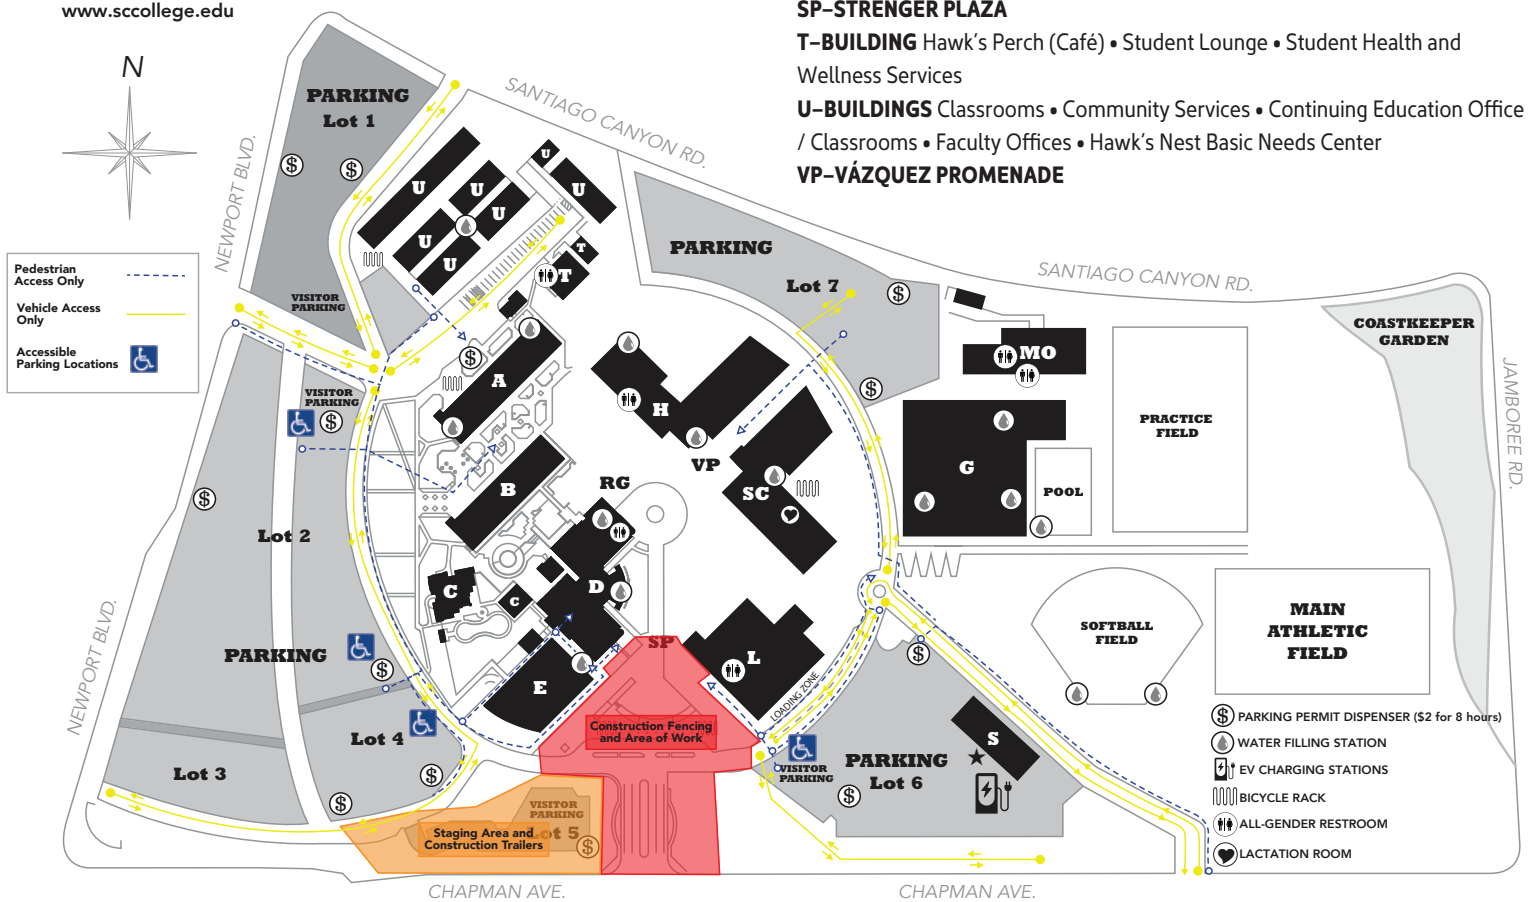 www.sccollege.edu
SP–STRENGER PLAZA
T–BUILDING Hawk's Perch (Café) • Student Lounge • Student Health and
Wellness Services
U–BUILDINGS Classrooms • Community Services • Continuing Education Office
/ Classrooms • Faculty Offices • Hawk's Nest Basic Needs Center
VP–VÁZQUEZ PROMENADE
N
PARKING
Lot 1
SANTIAGO CANYON RD.
NEWPORT BLVD.
U
U
U
U
U
U
U
T
T
Pedestrian
Access Only
Vehicle Access
Only
Accessible
Parking Locations
VISITOR
PARKING
PARKING
Lot 7
SANTIAGO CANYON RD.
COASTKEEPER
GARDEN
JAMBOREE RD.
MO
A
H
VISITOR
PARKING
PRACTICE
FIELD
VP
G
POOL
B
RG
SC
Lot 2
C
C
D
NEWPORT BLVD.
PARKING
SP
L
E
LOADING ZONE
SOFTBALL
FIELD
MAIN
ATHLETIC
FIELD
Construction Fencing
and Area of Work
Lot 4
Lot 3
S
VISITOR
PARKING
PARKING
Lot 6
VISITOR
PARKING
Lot 5
Staging Area and
Construction Trailers
$ PARKING PERMIT DISPENSER ($2 for 8 hours)
WATER FILLING STATION
EV CHARGING STATIONS
BICYCLE RACK
ALL-GENDER RESTROOM
LACTATION ROOM
CHAPMAN AVE.
CHAPMAN AVE.